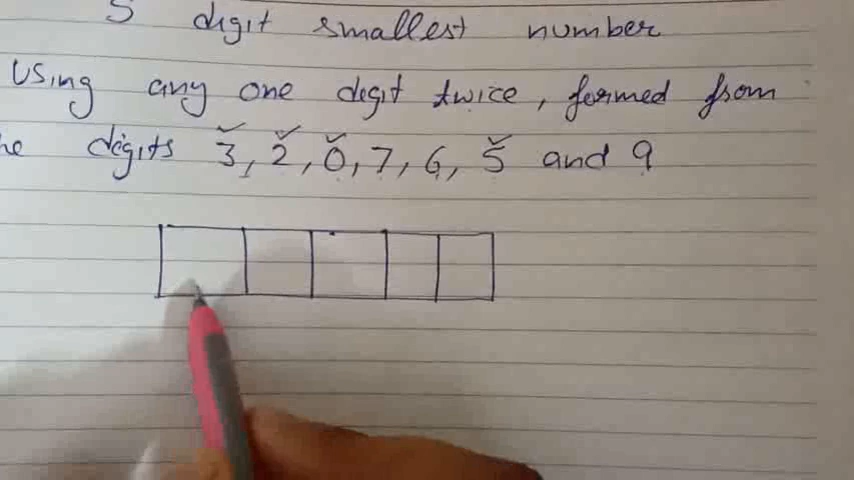 5 digit smallest number
Using any one digit twice, formed from
he digits 3, 2, 0, 7, 6, 5 and 9